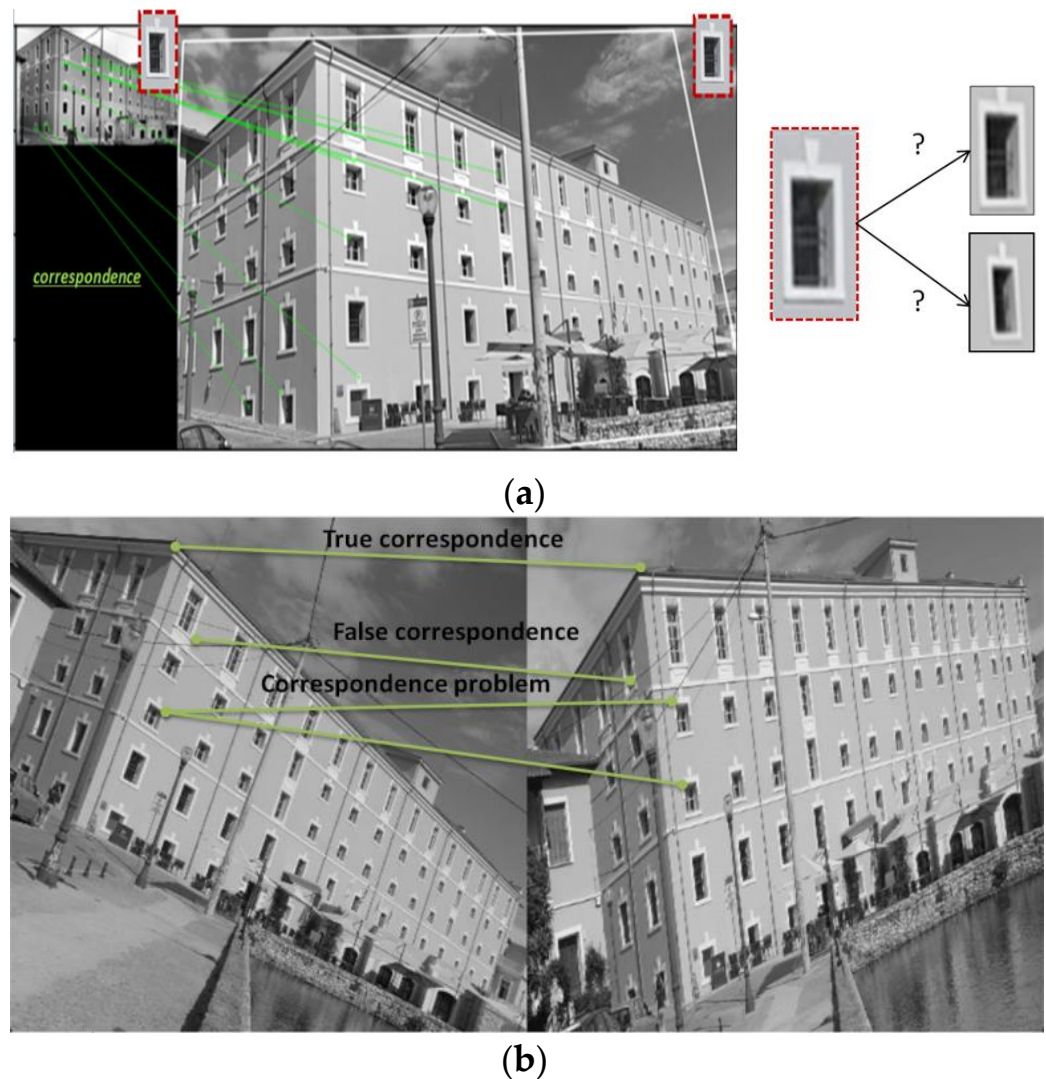 correspondence
?
?
(a)
True correspondence
False correspondence
Correspondence problem
(b)